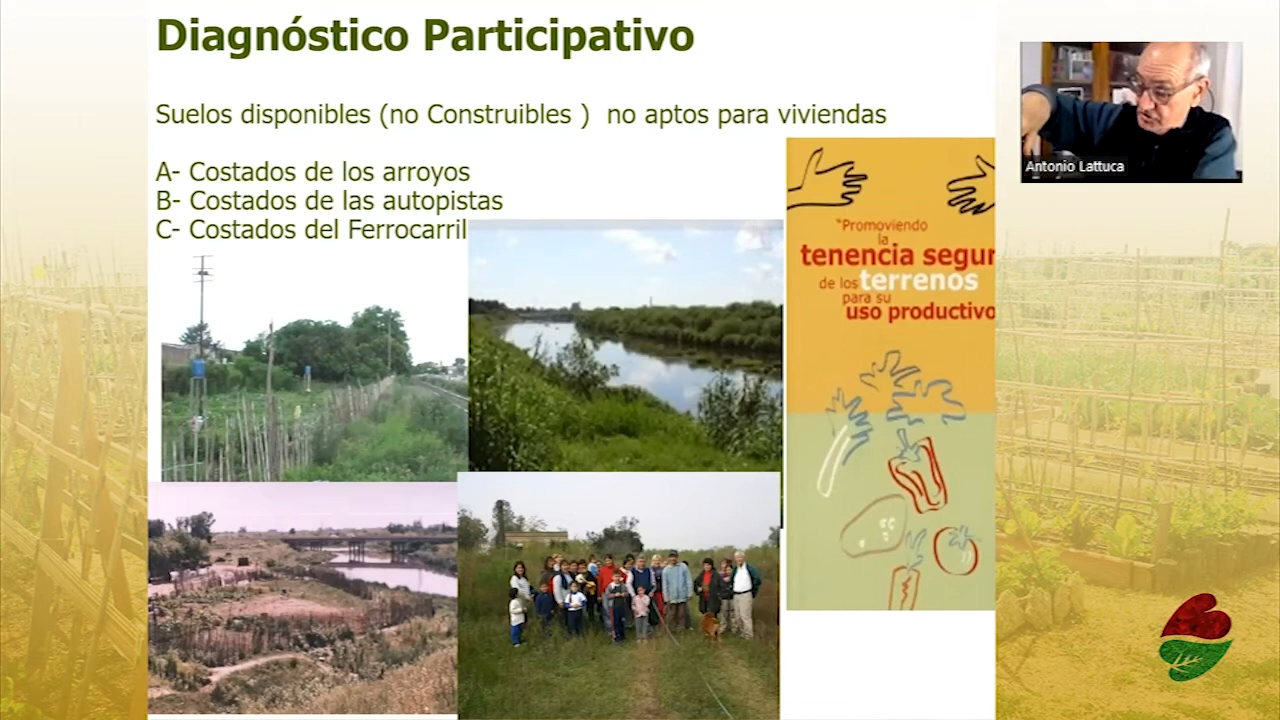 Diagnóstico Participativo
Suelos disponibles (no Construibles ) no aptos para viviendas
A- Costados de los arroyos
B- Costados de las autopistas
C- Costados del Ferrocarril
"Promoviendo
la
tenencia segur
de los terrenos
para su
uso productivo
Antonio Lattuca